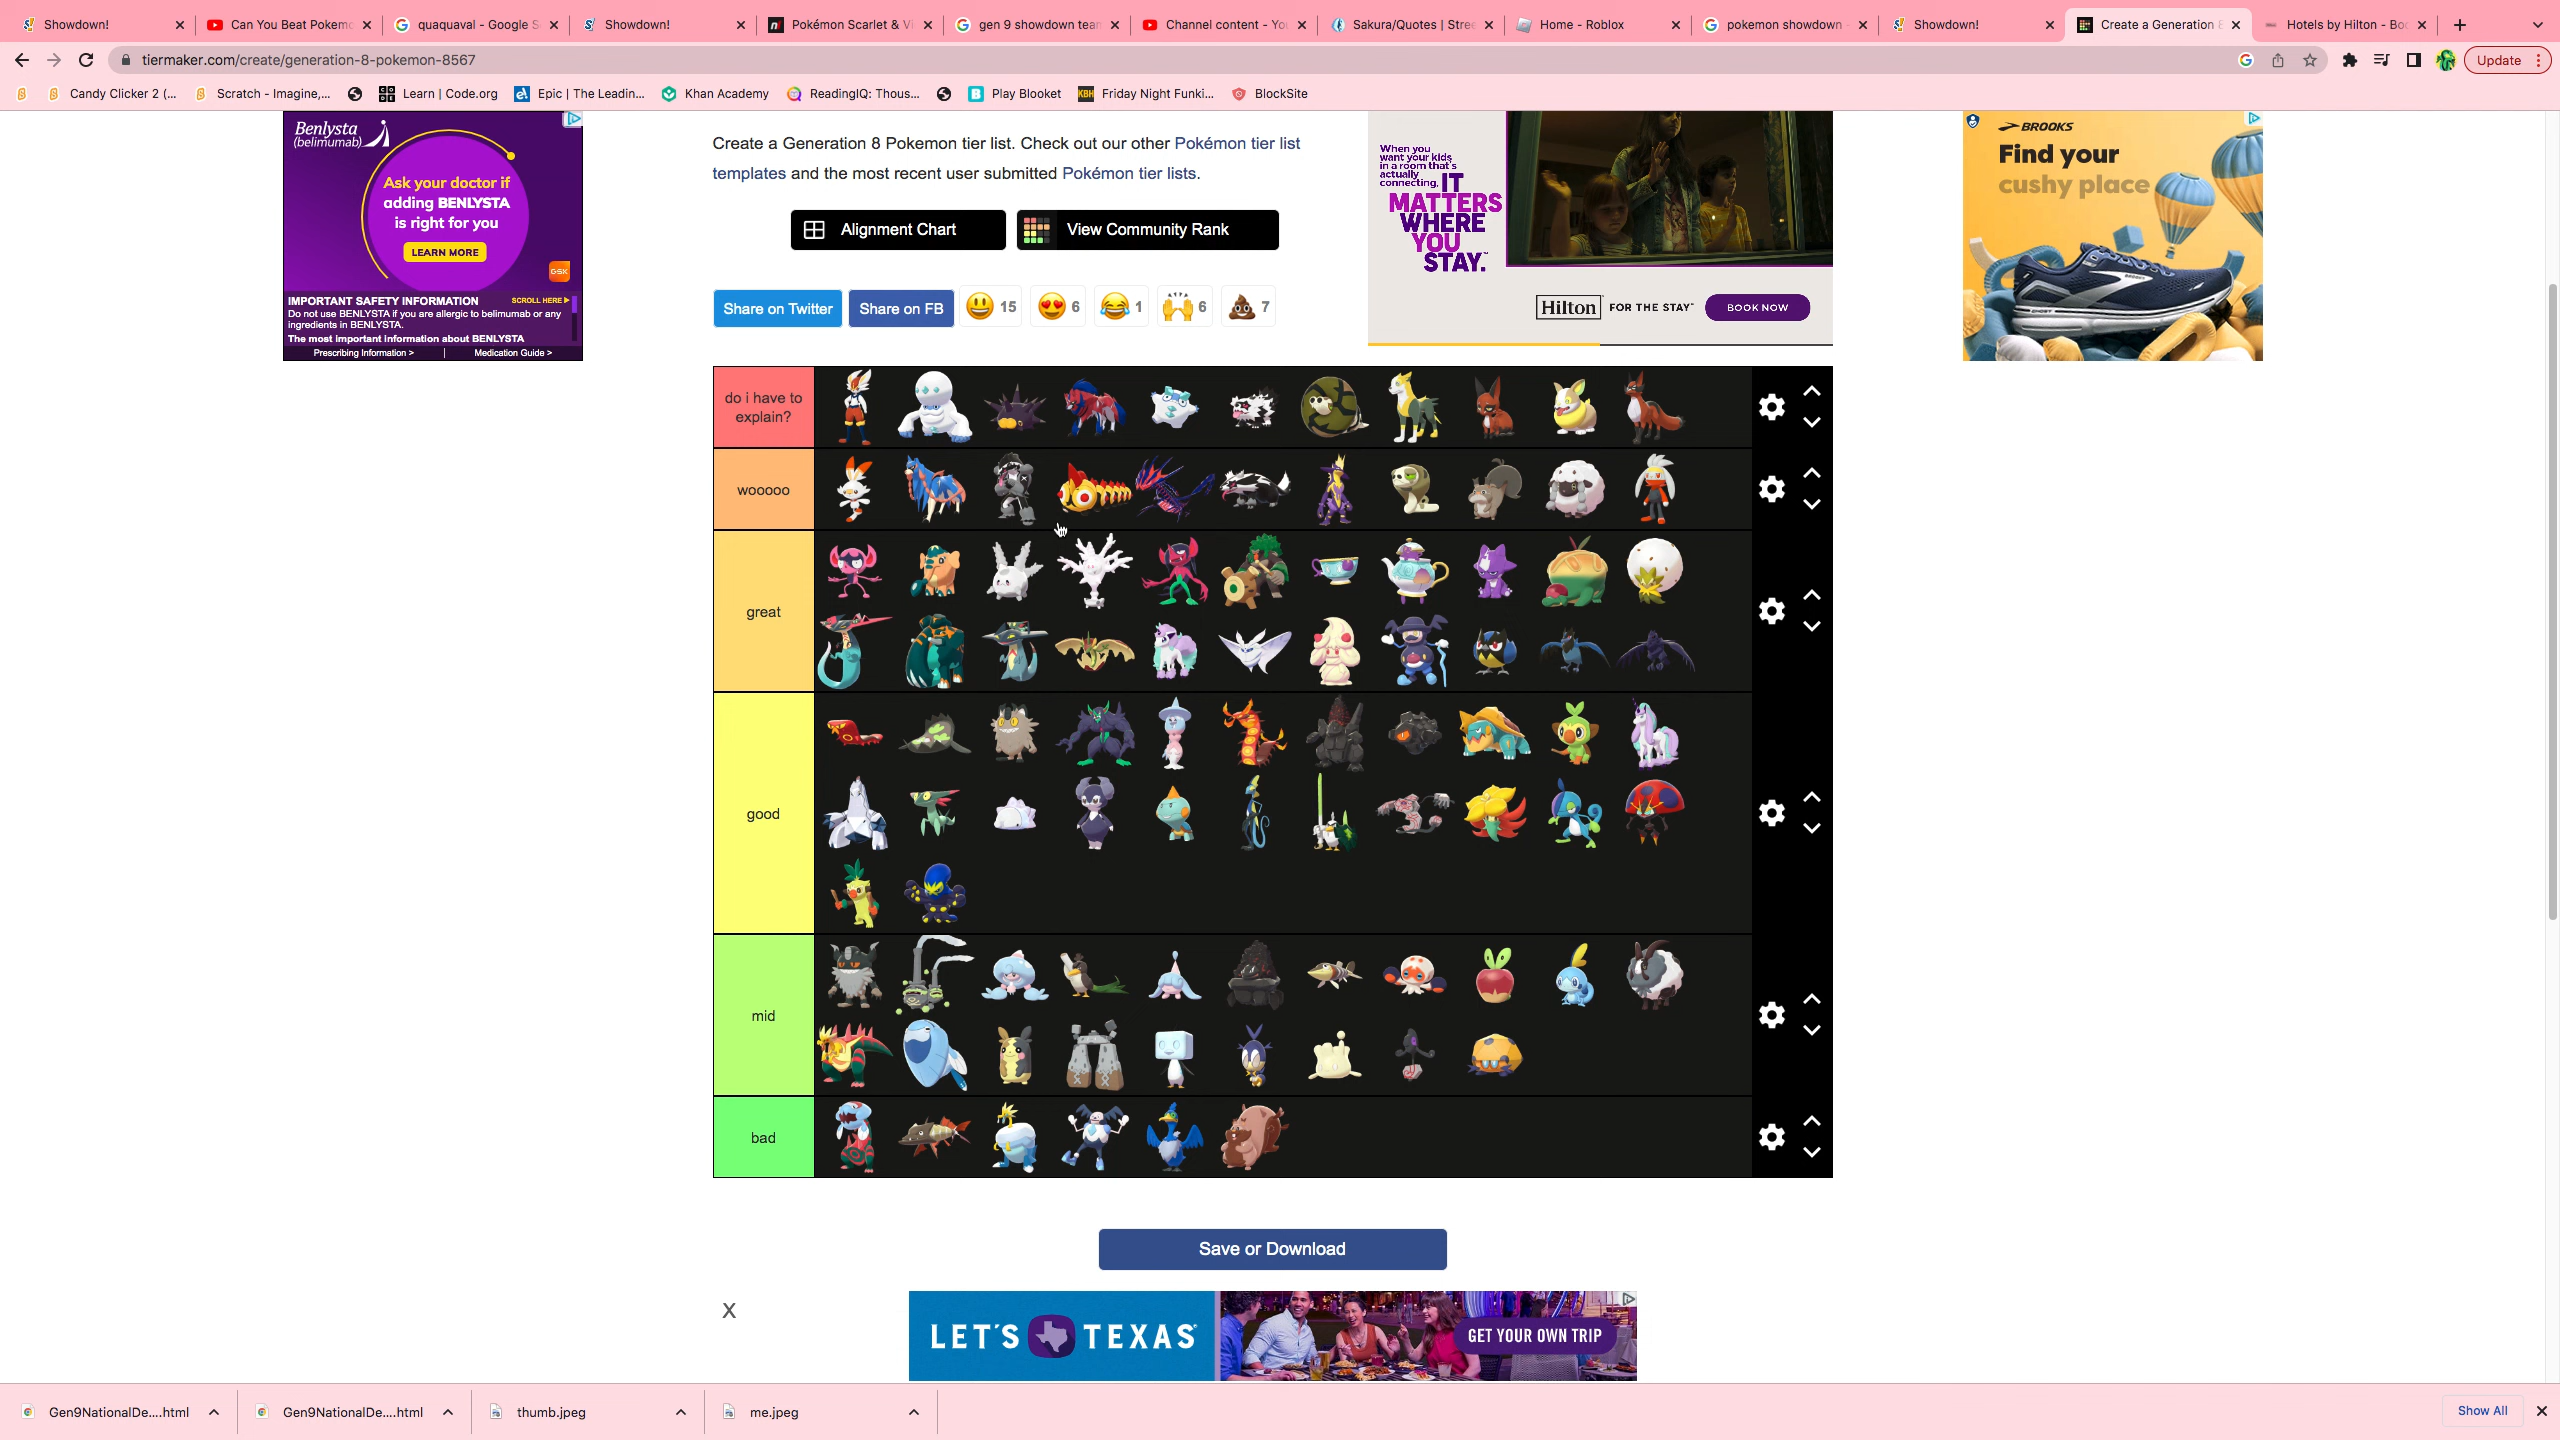 Showdown!
Can You Beat Pokemo
quaquaval - Google S
Showdown!
Pokémon Scarlet & Vi
gen 9 showdown tean
Channel content - You
Sakura/Quotes | Stree
Home - Roblox
pokemon showdown -
Showdown!
Create a Generation 8
Hotels by Hilton - Boo
tiermaker.com/create/generation-8-pokemon-8567
Update
Candy Clicker 2 (...
Scratch - Imagine,...
Learn | Code.org
Epic | The Leadin...
Khan Academy
ReadingIQ: Thous...
Play Blooket
Friday Night Funki...
BlockSite
Benlysta
(belimumab)
Ask your doctor if
adding BENLYSTA
is right for you
LEARN MORE
GSK
IMPORTANT SAFETY INFORMATION
SCROLL HERE
Do not use BENLYSTA if you are allergic to belimumab or any
ingredients in BENLYSTA.
The most important information about BENLYSTA
Prescribing Information >
Medication Guide >
Create a Generation 8 Pokemon tier list. Check out our other Pokémon tier list
templates and the most recent user submitted Pokémon tier lists.
Alignment Chart
View Community Rank
Share on Twitter
Share on FB
15
6
1
6
7
When you
want your kids
in a room that's
actually
connecting, IT
MATTERS
WHERE
YOU
STAY.
Hilton
FOR THE STAY
BOOK NOW
BROOKS
Find your
cushy place
do i have to
explain?
wooooo
great
good
mid
bad
Save or Download
X
LET'S TEXAS
GET YOUR OWN TRIP
Gen9NationalDe....html
Gen9NationalDe....html
thumb.jpeg
me.jpeg
Show All